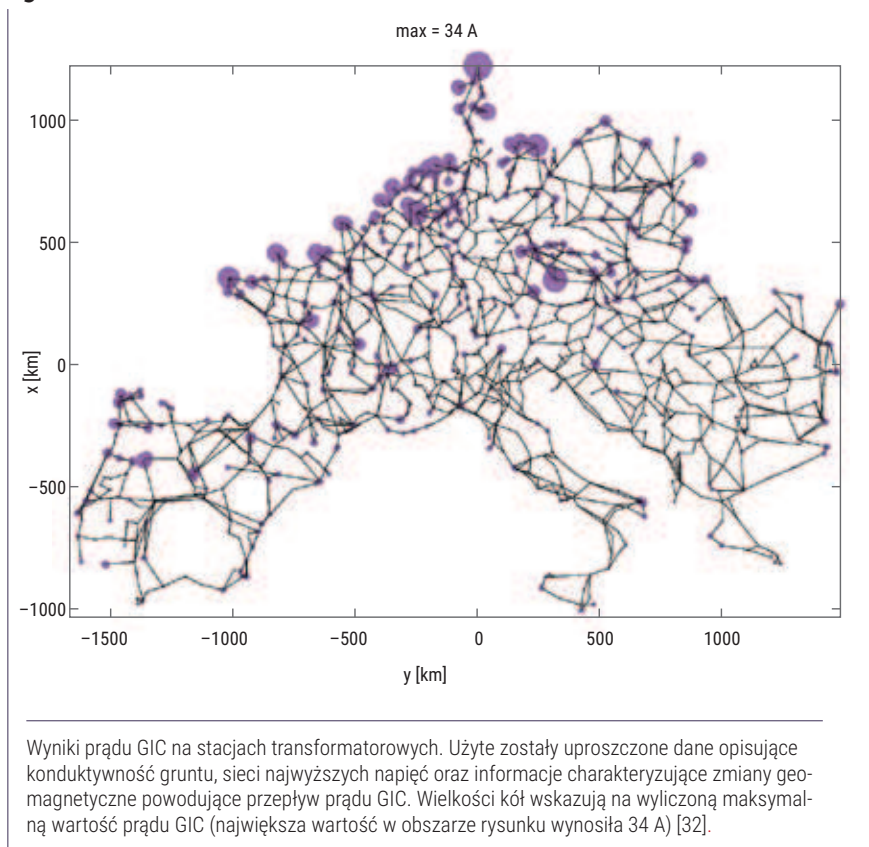 max = 34 A
1000
500
0
−500
−1000
x [km]
−1500
−1000
−500
0
500
1000
y [km]
Wyniki prądu GIC na stacjach transformatorowych. Użyte zostały uproszczone dane opisujące
konduktywność gruntu, sieci najwyższych napięć oraz informacje charakteryzujące zmiany geo-
magnetyczne powodujące przepływ prądu GIC. Wielkości kół wskazują na wyliczoną maksymal-
ną wartość prądu GIC (największa wartość w obszarze rysunku wynosiła 34 A) [32].